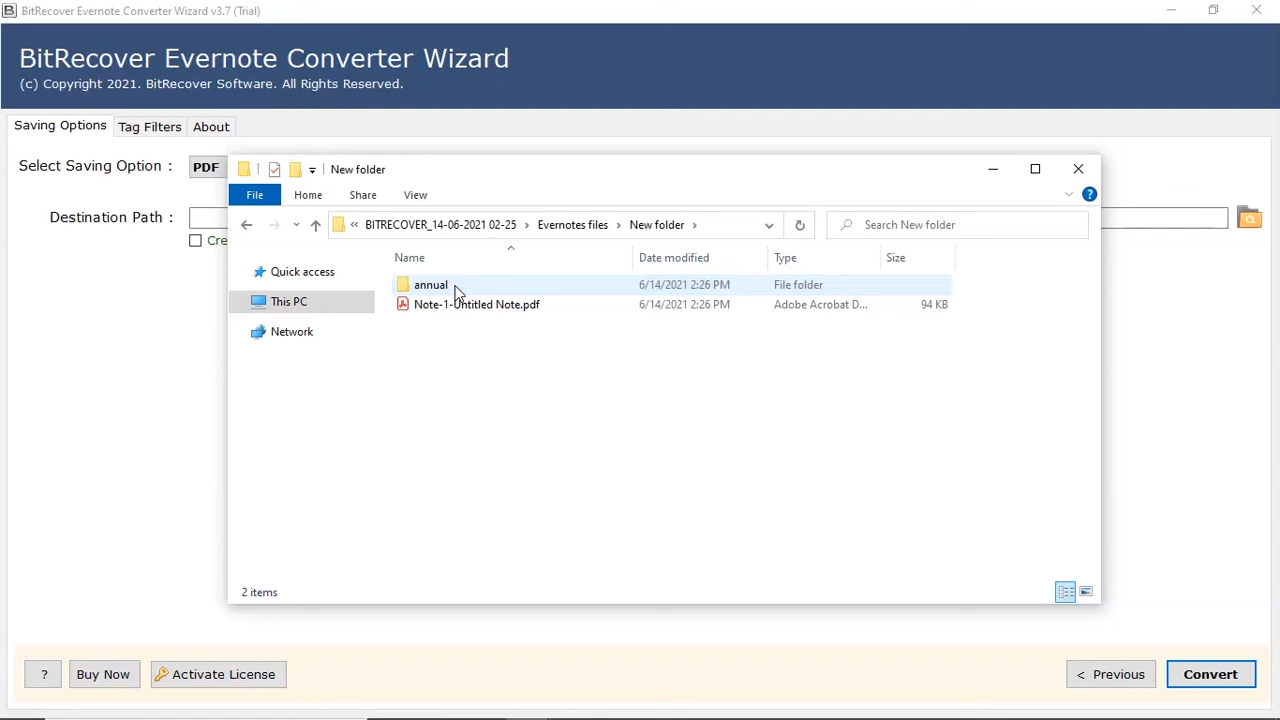 BitRecover Evernote Converter Wizard v3.7 (Trial)
BitRecover Evernote Converter Wizard
(c) Copyright 2021. BitRecover Software. All Rights Reserved.
Saving Options Tag Filters About
Select Saving Option : PDF
New folder
File Home Share View
Destination Path :
« BITRECOVER_14-06-2021 02-25 › Evernotes files › New folder › Search New folder
Cre
Name Date modified Type Size
Quick access
annual 6/14/2021 2:26 PM File folder
This PC
Note-1-Untitled Note.pdf 6/14/2021 2:26 PM Adobe Acrobat D... 94 KB
Network
2 items
? Buy Now Activate License < Previous Convert